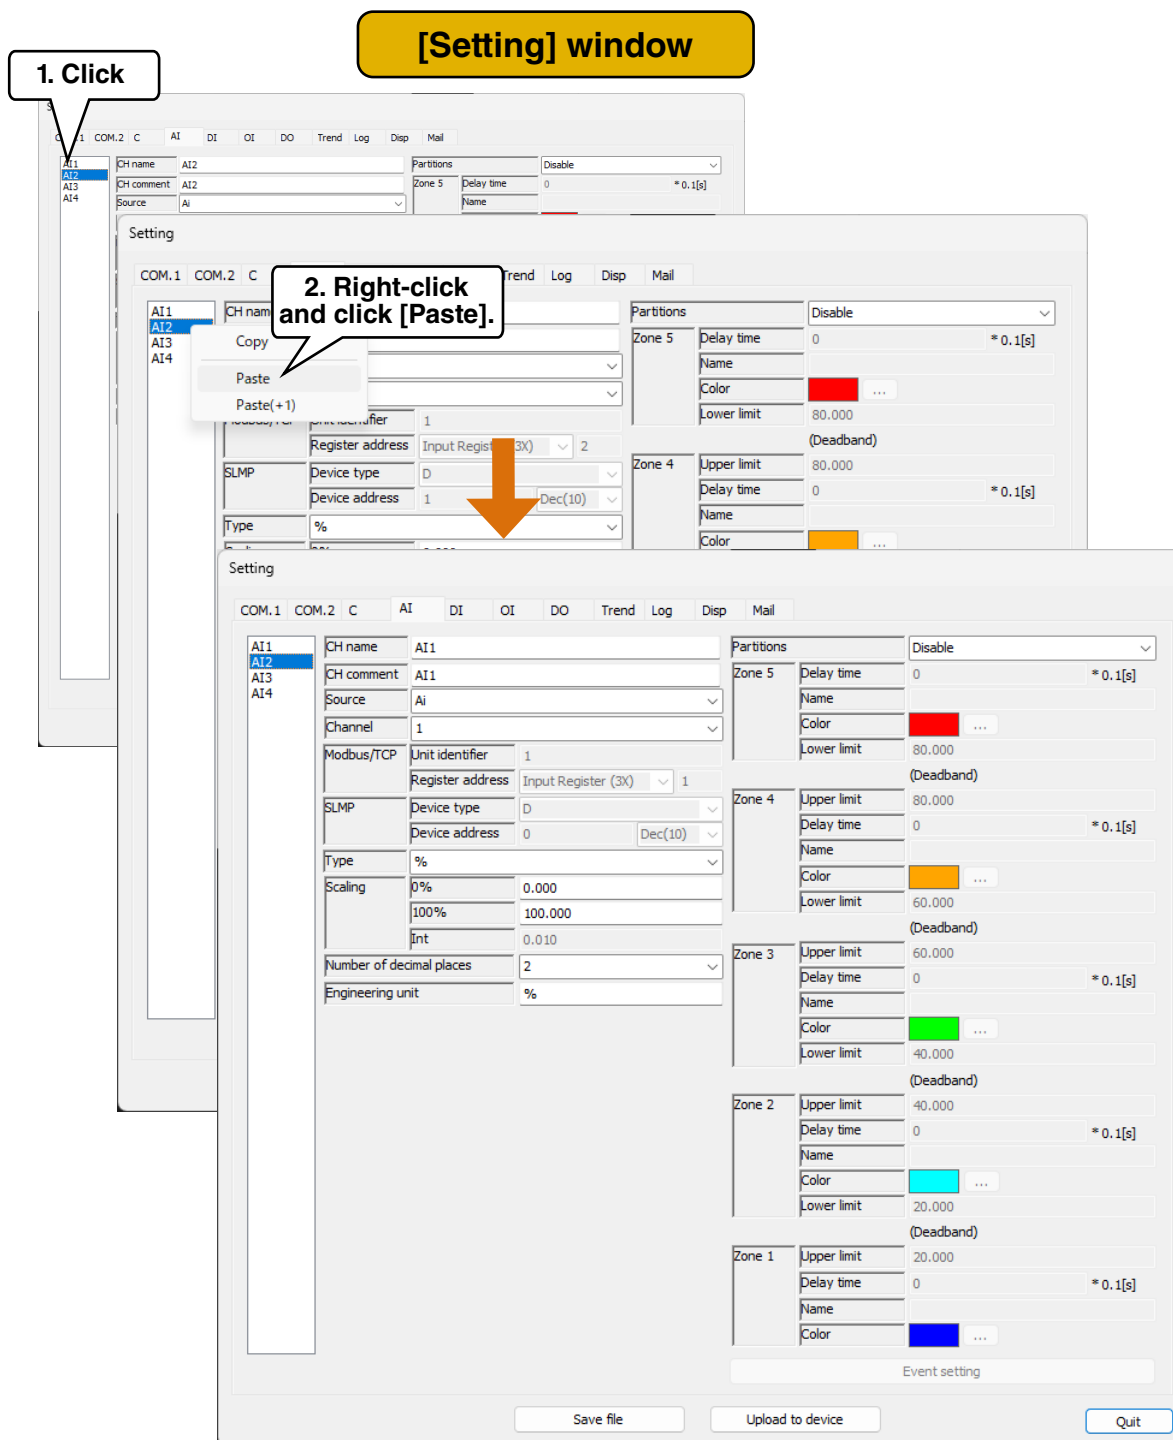 [Setting] window
1. Click
COM.2 C AI DI OI DO Trend Log Disp Mail
AI1 CH name AI2 Partitions Disable
AI2 CH comment AI2 Zone 5 Delay time 0 * 0.1[s]
AI3 Source Ai Name
AI4
Setting
COM.1 COM.2 C Trend Log Disp Mail
2. Right-click
and click [Paste].
AI1 CH name Partitions Disable
AI2 Copy Zone 5 Delay time 0 * 0.1[s]
AI3 Name
AI4 Paste Color ...
Paste(+1) Lower limit 80.000
Modbus/TCP Unit identifier 1 (Deadband)
Register address Input Register (3X) 2
SLMP Device type D Zone 4 Upper limit 80.000
Device address 1 Dec(10) Delay time 0 * 0.1[s]
Name
Type % Color ...
Setting
COM.1 COM.2 C AI DI OI DO Trend Log Disp Mail
AI1 CH name AI1 Partitions Disable
AI2 CH comment AI1 Zone 5 Delay time 0 * 0.1[s]
AI3 Source Ai Name
AI4 Channel 1 Color ...
Modbus/TCP Unit identifier 1 Lower limit 80.000
Register address Input Register (3X) 1 (Deadband)
SLMP Device type D Zone 4 Upper limit 80.000
Device address 0 Dec(10) Delay time 0 * 0.1[s]
Name
Type % Color ...
Scaling 0% 0.000 Lower limit 60.000
100% 100.000 (Deadband)
Int 0.010 Zone 3 Upper limit 60.000
Number of decimal places 2 Delay time 0 * 0.1[s]
Engineering unit % Name
Color ...
Lower limit 40.000
(Deadband)
Zone 2 Upper limit 40.000
Delay time 0 * 0.1[s]
Name
Color ...
Lower limit 20.000
(Deadband)
Zone 1 Upper limit 20.000
Delay time 0 * 0.1[s]
Name
Color ...
Event setting
Save file Upload to device Quit